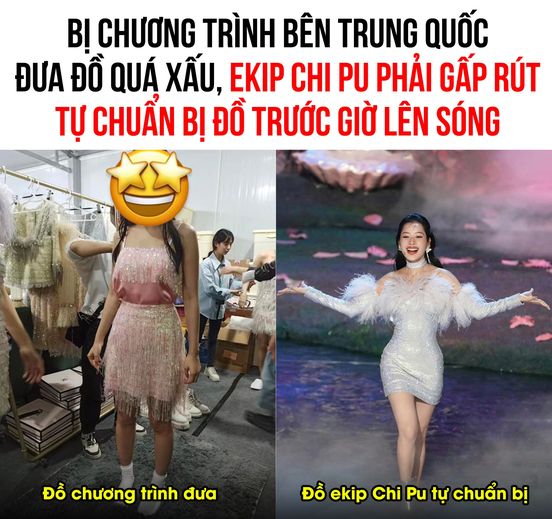 BỊ CHƯƠNG TRÌNH BÊN TRUNG QUỐC
ĐƯA ĐỒ QUÁ XẤU, EKIP CHI PU PHẢI GẤP RÚT
TỰ CHUẨN BỊ ĐỒ TRƯỚC GIỜ LÊN SÓNG
Đồ chương trình đưa
Đồ ekip Chi Pu tự chuẩn bị